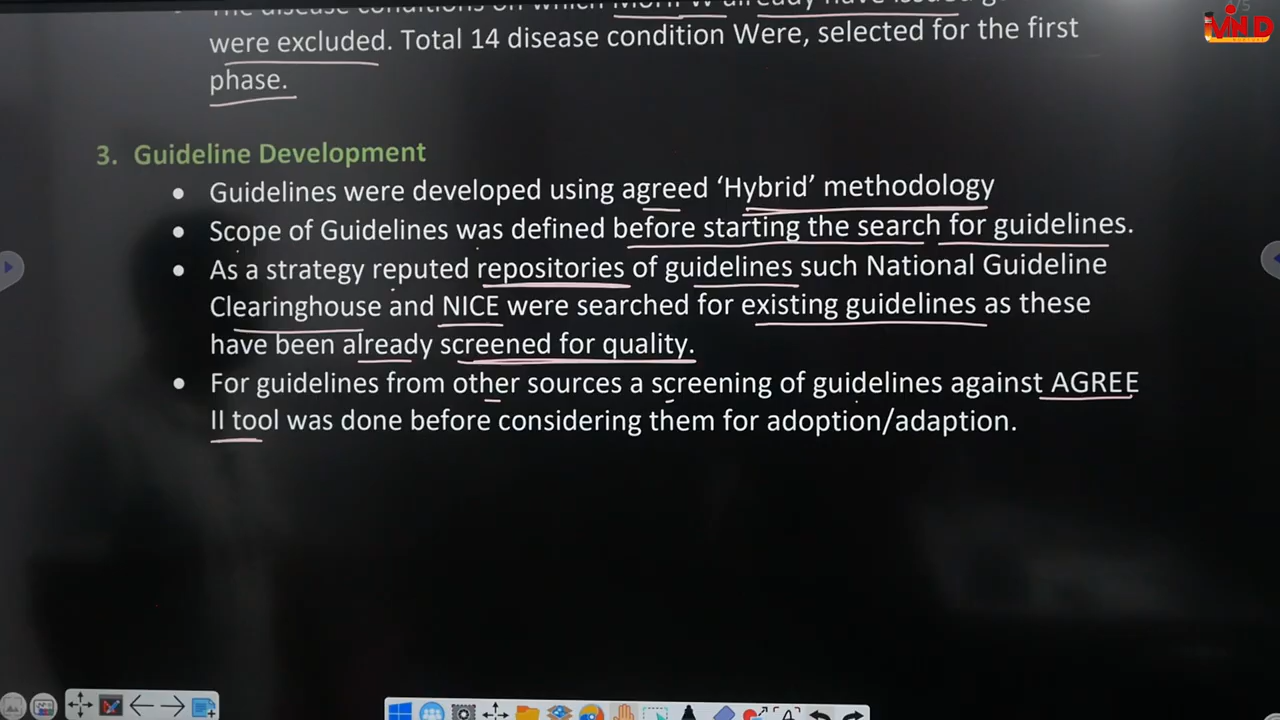 were excluded. Total 14 disease condition Were, selected for the first
phase.
3. Guideline Development
• Guidelines were developed using agreed ‘Hybrid’ methodology
• Scope of Guidelines was defined before starting the search for guidelines.
• As a strategy reputed repositories of guidelines such National Guideline
Clearinghouse and NICE were searched for existing guidelines as these
have been already screened for quality.
• For guidelines from other sources a screening of guidelines against AGREE
II tool was done before considering them for adoption/adaption.